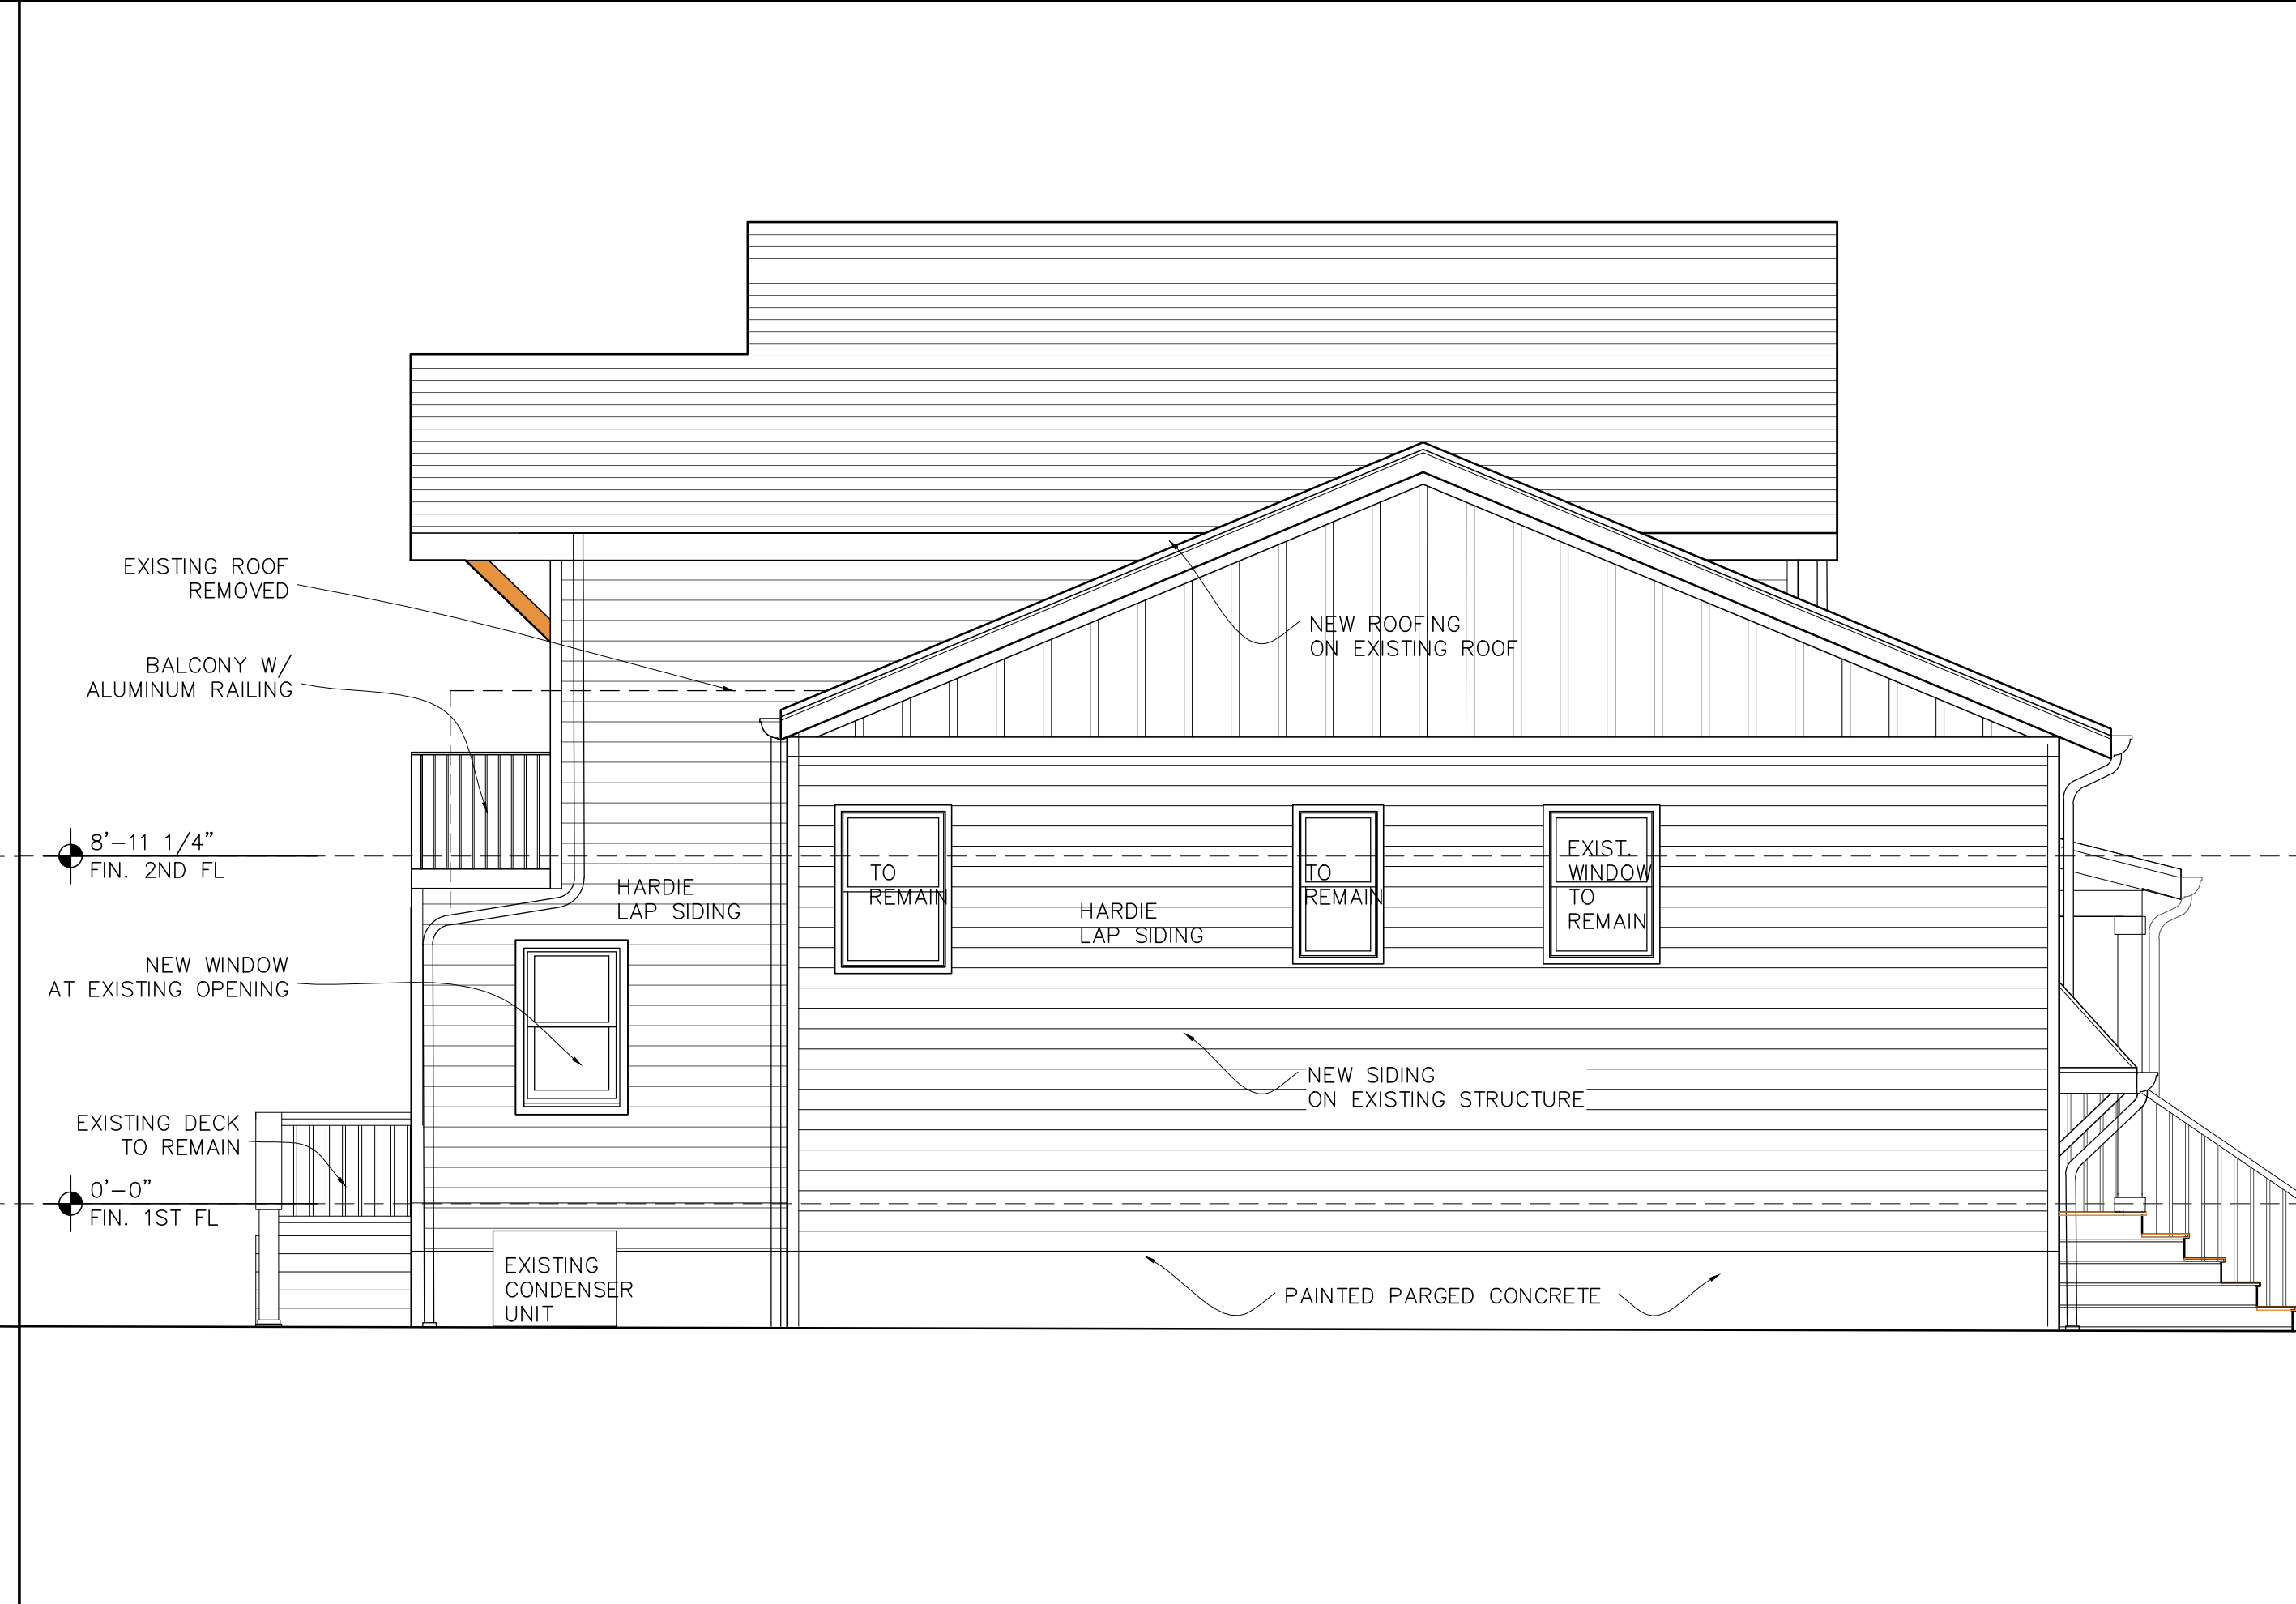 EXISTING ROOF
REMOVED
BALCONY W/
ALUMINUM RAILING
NEW ROOFING
ON EXISTING ROOF
8'-11 1/4"
FIN. 2ND FL
HARDIE
LAP SIDING
TO
REMAIN
HARDIE
LAP SIDING
TO
REMAIN
EXIST.
WINDOW
TO
REMAIN
NEW WINDOW
AT EXISTING OPENING
NEW SIDING
ON EXISTING STRUCTURE
EXISTING DECK
TO REMAIN
0'-0"
FIN. 1ST FL
EXISTING
CONDENSER
UNIT
PAINTED PARGED CONCRETE